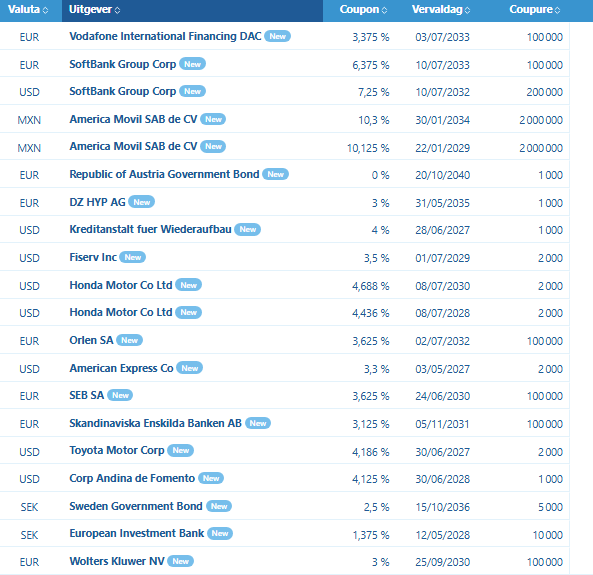 Valuta Uitgever Coupon Vervaldag Coupure
EUR Vodafone International Financing DAC New 3,375 % 03/07/2033 100 000
EUR SoftBank Group Corp New 6,375 % 10/07/2033 100 000
USD SoftBank Group Corp New 7,25 % 10/07/2032 200 000
MXN America Movil SAB de CV New 10,3 % 30/01/2034 2 000 000
MXN America Movil SAB de CV New 10,125 % 22/01/2029 2 000 000
EUR Republic of Austria Government Bond New 0 % 20/10/2040 1 000
EUR DZ HYP AG New 3 % 31/05/2035 1 000
USD Kreditanstalt fuer Wiederaufbau New 4 % 28/06/2027 1 000
USD Fiserv Inc New 3,5 % 01/07/2029 2 000
USD Honda Motor Co Ltd New 4,688 % 08/07/2030 2 000
USD Honda Motor Co Ltd New 4,436 % 08/07/2028 2 000
EUR Orlen SA New 3,625 % 02/07/2032 100 000
USD American Express Co New 3,3 % 03/05/2027 2 000
EUR SEB SA New 3,625 % 24/06/2030 100 000
EUR Skandinaviska Enskilda Banken AB New 3,125 % 05/11/2031 100 000
USD Toyota Motor Corp New 4,186 % 30/06/2027 2 000
USD Corp Andina de Fomento New 4,125 % 30/06/2028 1 000
SEK Sweden Government Bond New 2,5 % 15/10/2036 5 000
SEK European Investment Bank New 1,375 % 12/05/2028 10 000
EUR Wolters Kluwer NV New 3 % 25/09/2030 100 000